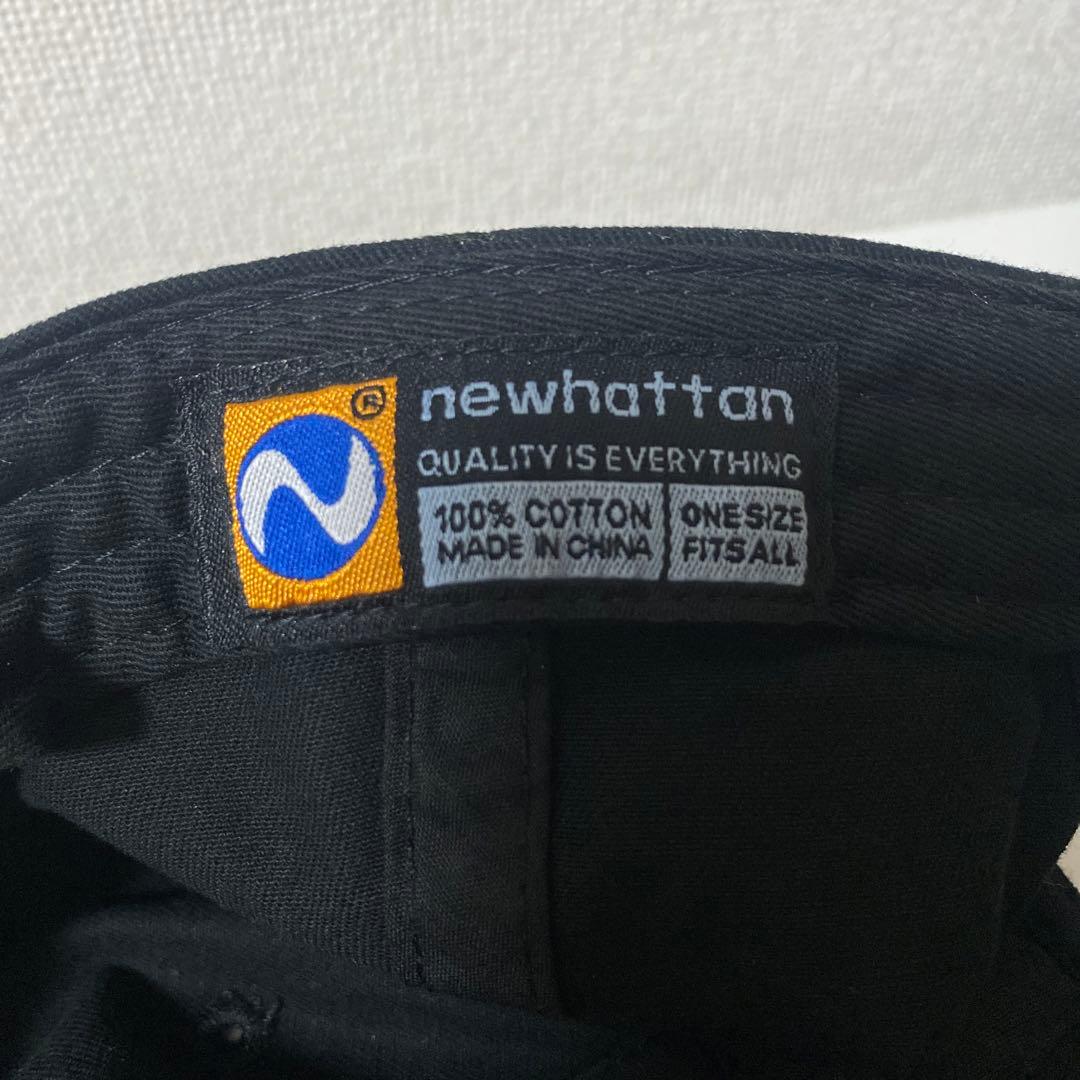 ®
newhattan
QUALITY IS EVERYTHING
100% COTTON
MADE IN CHINA
ONE SIZE
FITS ALL